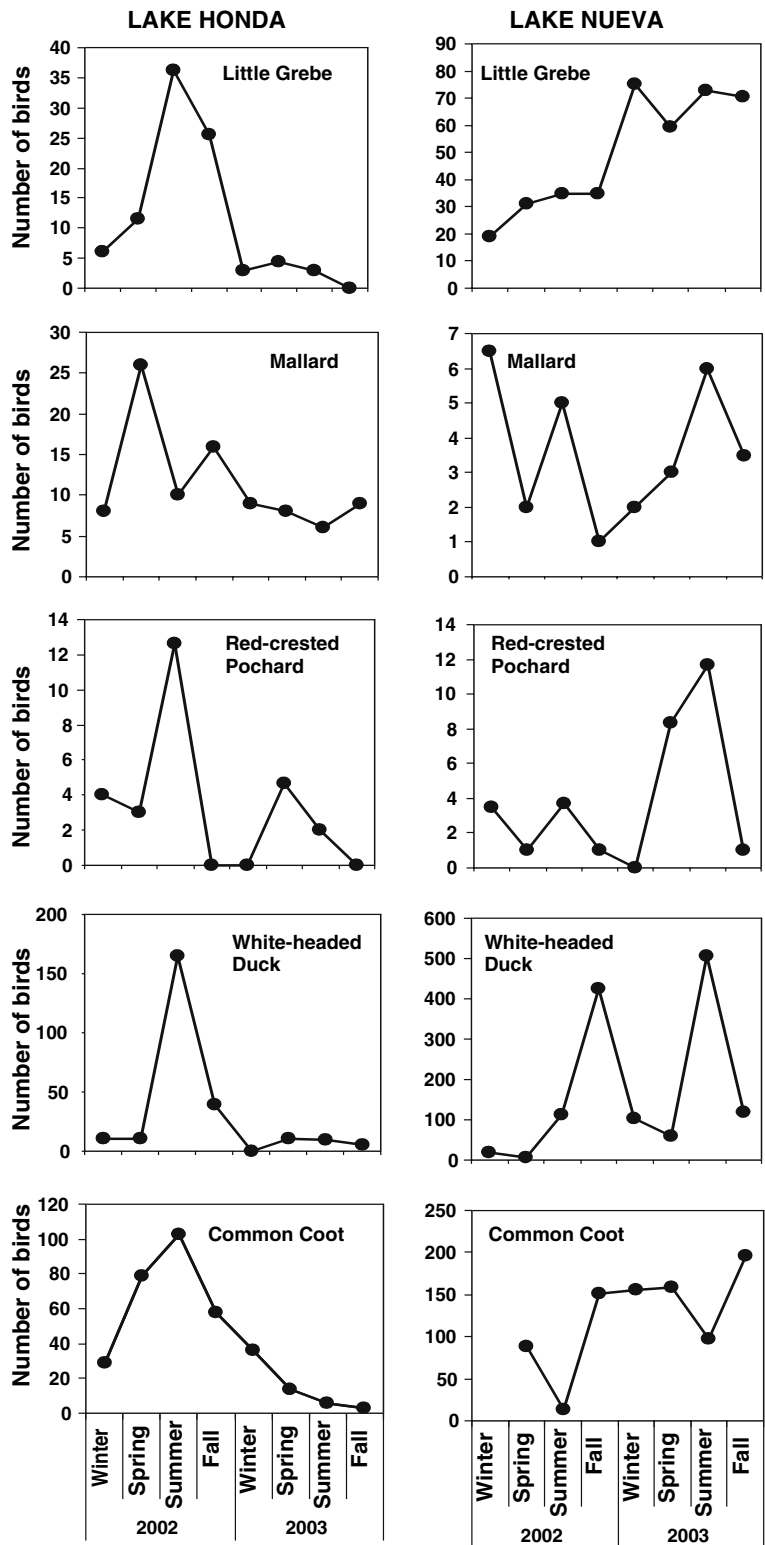 LAKE HONDA
LAKE NUEVA
Number of birds
40
35
30
25
20
15
10
5
0
Little Grebe
90
80
70
60
50
40
30
20
10
0
Little Grebe
Number of birds
30
25
20
15
10
5
0
Mallard
7
6
5
4
3
2
1
0
Mallard
Number of birds
14
12
10
8
6
4
2
0
Red-crested
Pochard
14
12
10
8
6
4
2
0
Red-crested
Pochard
Number of birds
200
150
100
50
0
White-headed
Duck
600
500
400
300
200
100
0
White-headed
Duck
Number of birds
120
100
80
60
40
20
0
Common Coot
250
200
150
100
50
0
Common Coot
Winter
Spring
Summer
Fall
Winter
Spring
Summer
Fall
2002
2003
Winter
Spring
Summer
Fall
Winter
Spring
Summer
Fall
2002
2003